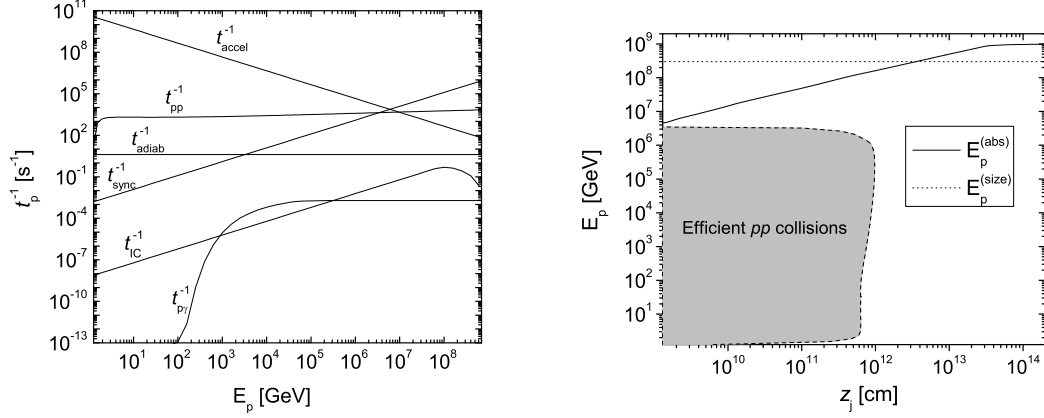 10^11
10^8
10^5
10^2
10^-1
10^-4
10^-7
10^-10
10^-13
t_p^-1 [s^-1]
t_accel^-1
t_pp^-1
t_adiab^-1
t_sync^-1
t_IC^-1
t_pγ^-1
10^1 10^2 10^3 10^4 10^5 10^6 10^7 10^8
E_p [GeV]
10^9
10^8
10^7
10^6
10^5
10^4
10^3
10^2
10^1
E_p [GeV]
E_p^(abs)
E_p^(size)
Efficient pp collisions
10^10 10^11 10^12 10^13 10^14
z_j [cm]